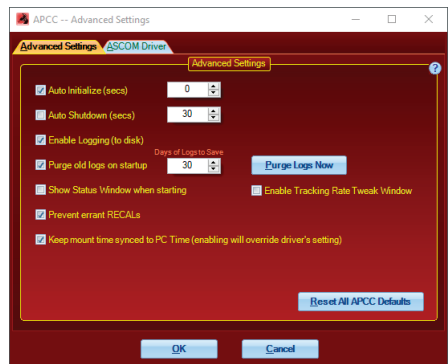 APCC -- Advanced Settings
Advanced Settings ASCOM Driver
Advanced Settings
?
Auto Initialize (secs) 0
Auto Shutdown (secs) 30
Enable Logging (to disk)
Days of Logs to Save
Purge old logs on startup 30 Purge Logs Now
Show Status Window when starting Enable Tracking Rate Tweak Window
Prevent errant RECALs
Keep mount time synced to PC Time (enabling will override driver's setting)
Reset All APCC Defaults
OK Cancel